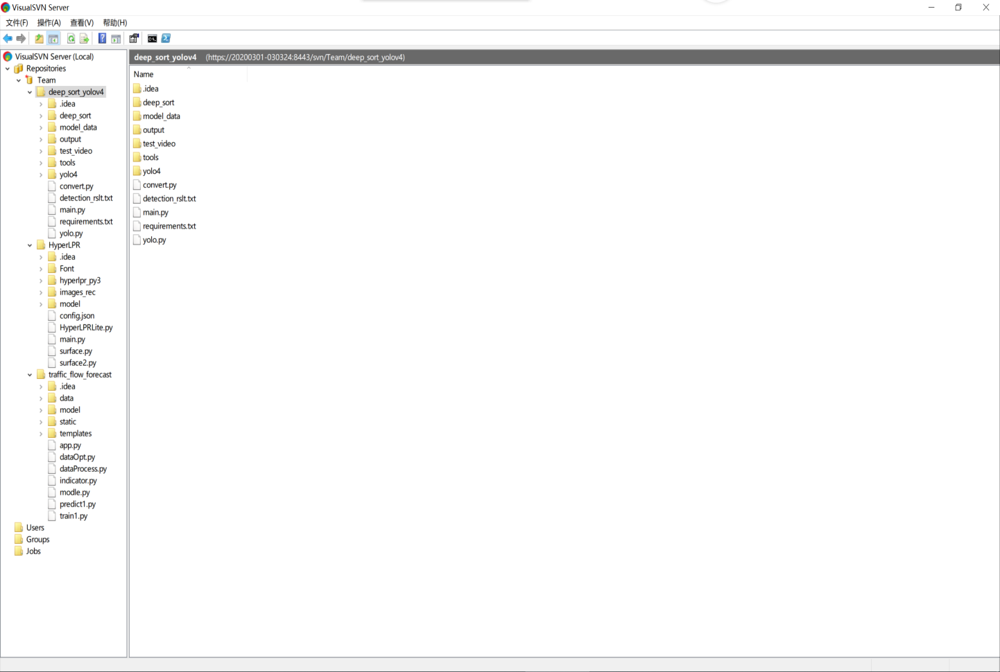 VisualSVN Server
文件(F) 操作(A) 查看(V) 帮助(H)
VisualSVN Server (Local)
Repositories
Team
deep_sort_yolov4
.idea
deep_sort
model_data
output
test_video
tools
yolo4
convert.py
detection_rslt.txt
main.py
requirements.txt
yolo.py
HyperLPR
.idea
Font
hyperlpr_py3
images_rec
model
config.json
HyperLPRLite.py
main.py
surface.py
surface2.py
traffic_flow_forecast
.idea
data
model
static
templates
app.py
dataOpt.py
dataProcess.py
indicator.py
modle.py
predict1.py
train1.py
Users
Groups
Jobs
deep_sort_yolov4 (https://20200301-030324:8443/svn/Team/deep_sort_yolov4)
Name
.idea
deep_sort
model_data
output
test_video
tools
yolo4
convert.py
detection_rslt.txt
main.py
requirements.txt
yolo.py